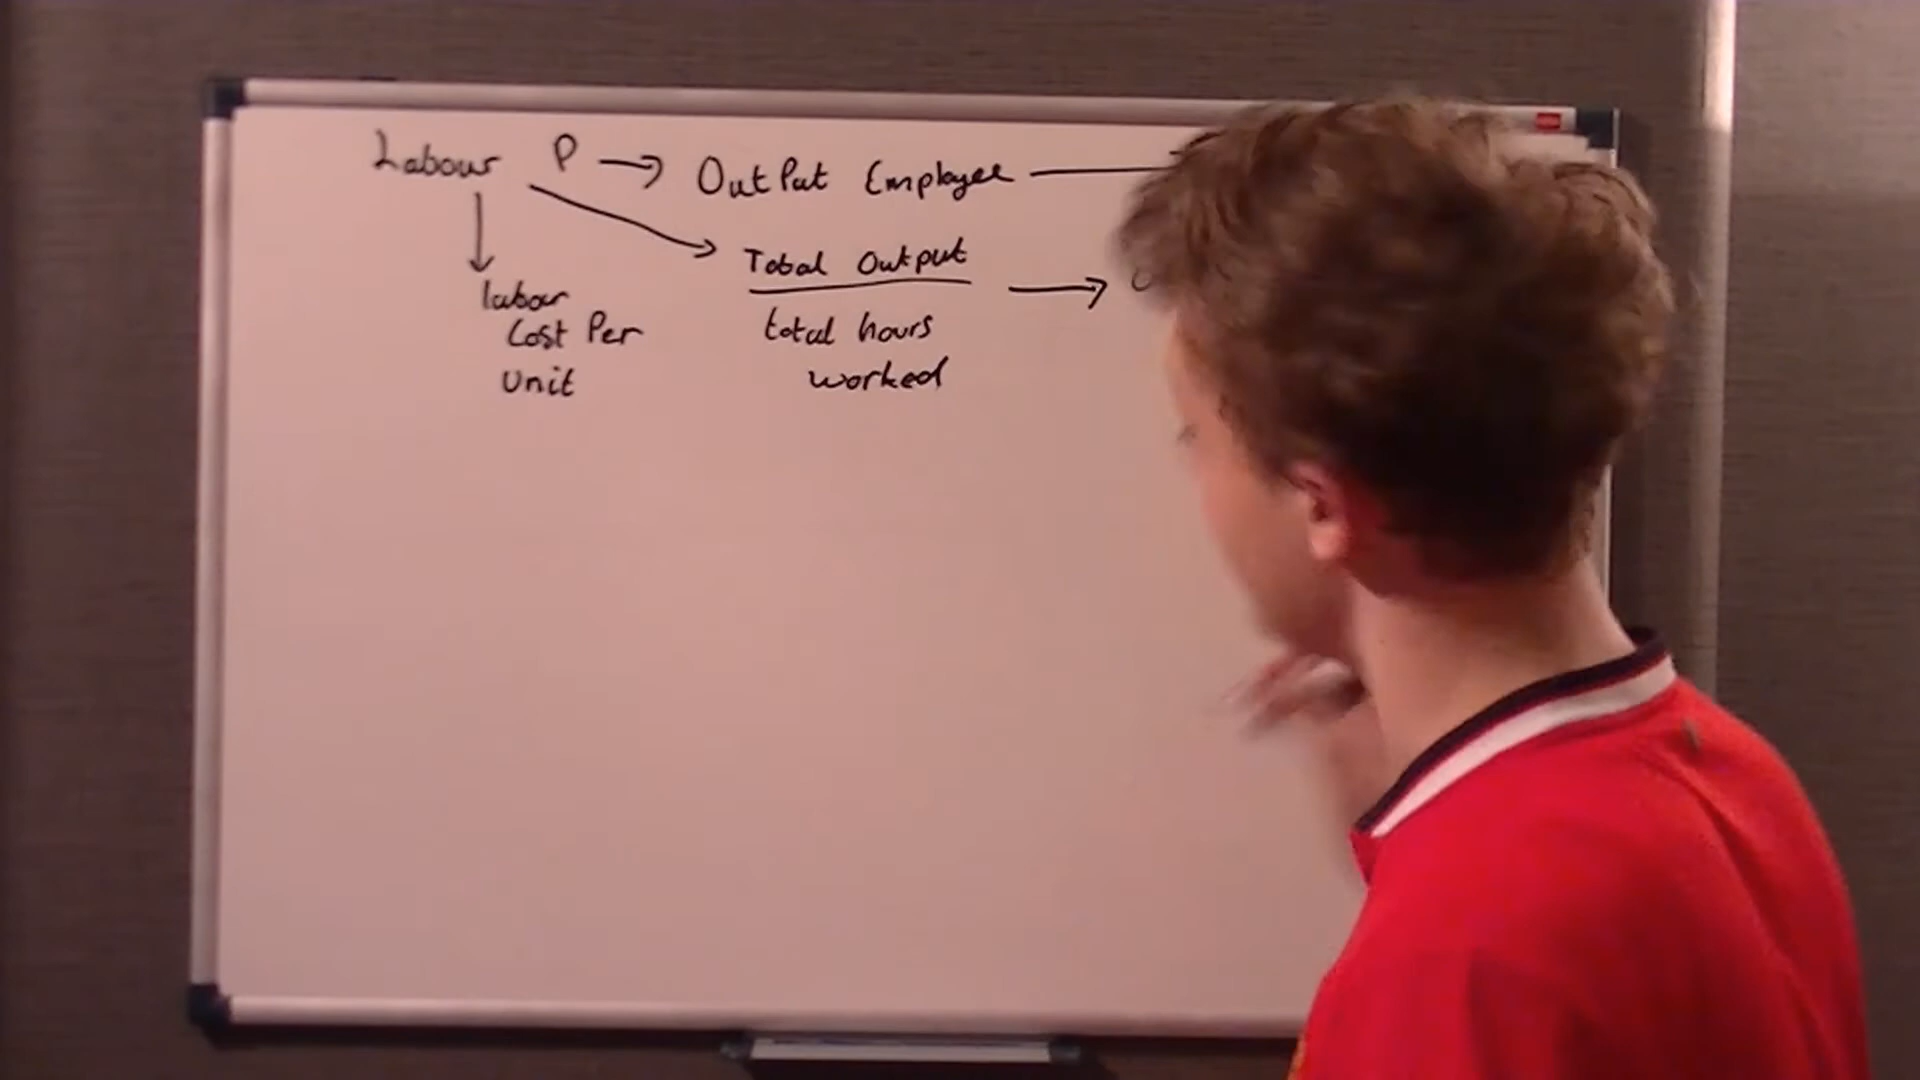 Labour P → OutPut Employee
Total Output
labour
Cost Per
total hours
Unit
worked